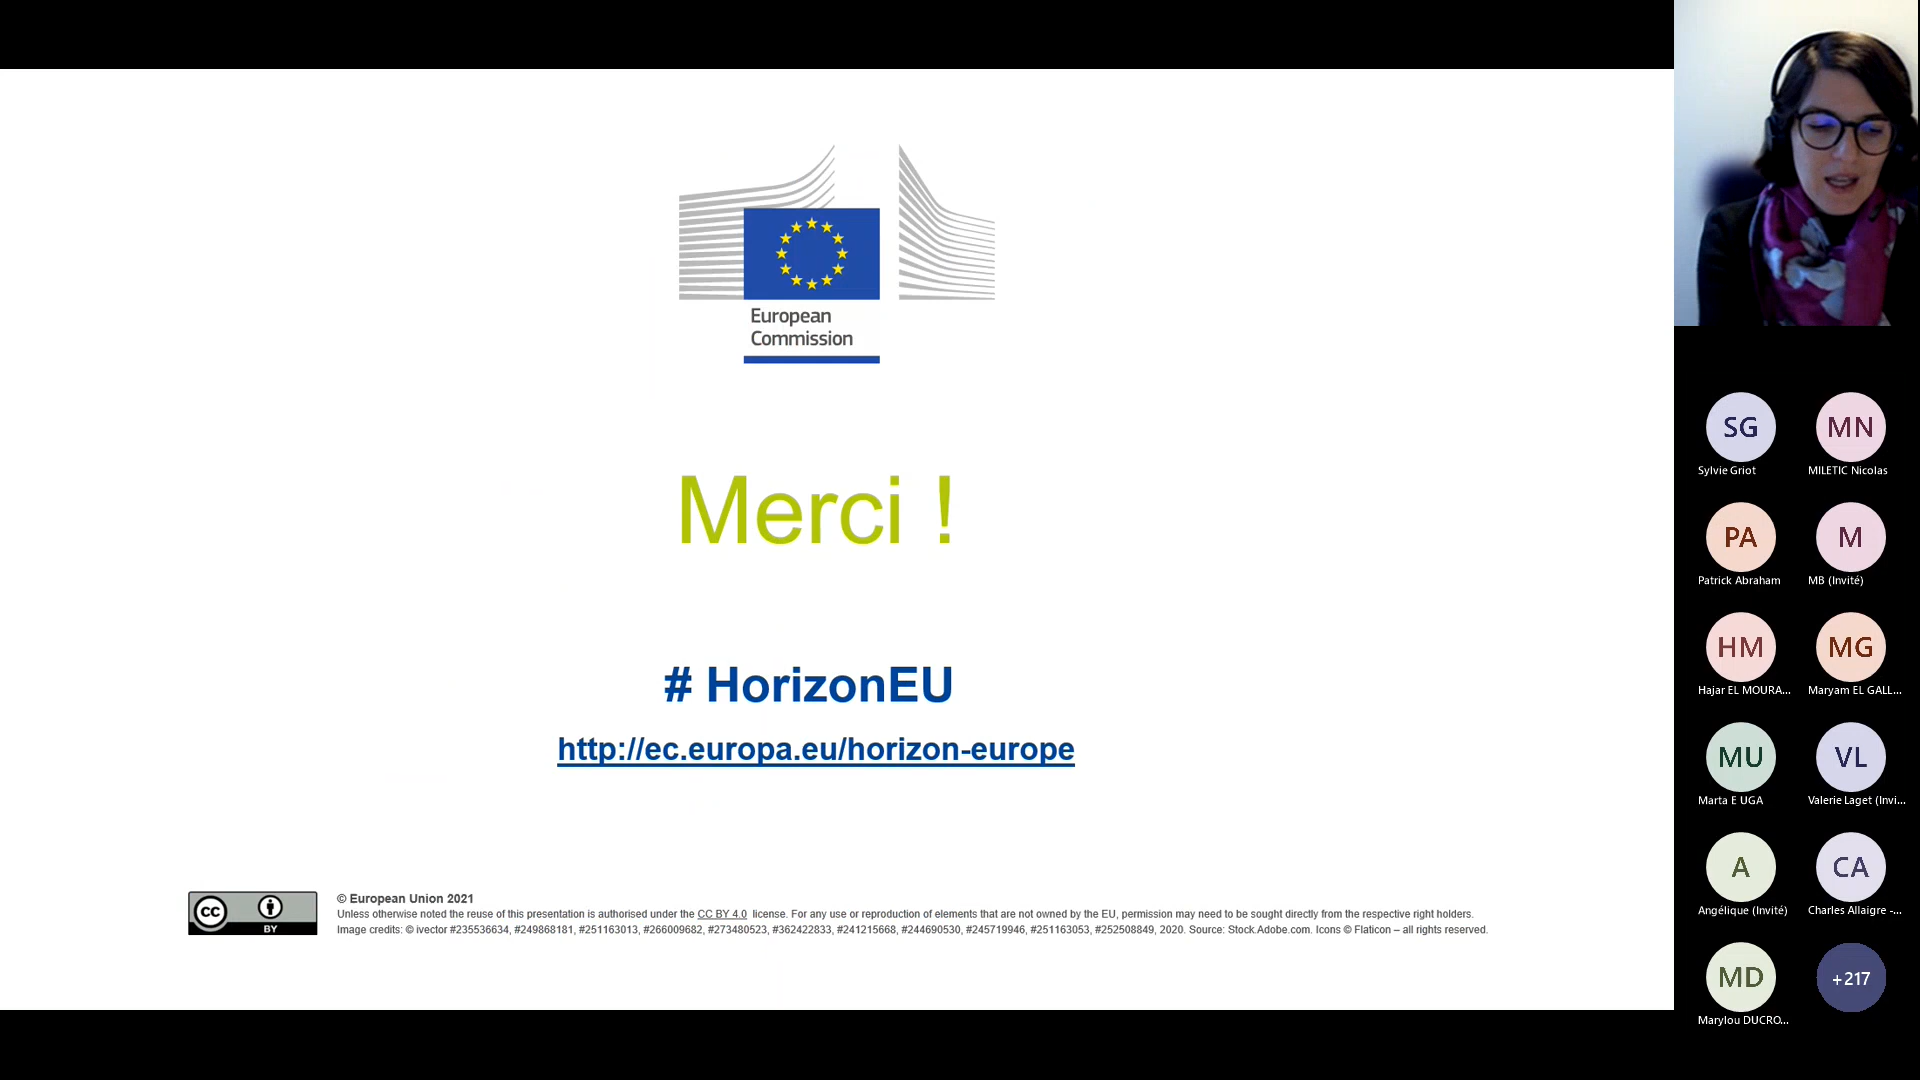 European
Commission
Merci !
# HorizonEU
http://ec.europa.eu/horizon-europe
CC
BY
© European Union 2021
Unless otherwise noted the reuse of this presentation is authorised under the CC BY 4.0 license. For any use or reproduction of elements that are not owned by the EU, permission may need to be sought directly from the respective right holders.
Image credits: © ivector #235536634, #249868181, #251163013, #266009682, #273480523, #362422833, #241215668, #244690530, #245719946, #251163053, #252508849, 2020. Source: Stock.Adobe.com. Icons © Flaticon – all rights reserved.
SG
Sylvie Griot
MN
MILETIC Nicolas
PA
Patrick Abraham
M
MB (Invité)
HM
Hajar EL MOURA...
MG
Maryam EL GALL...
MU
Marta E UGA
VL
Valerie Laget (Invi...
A
Angélique (Invité)
CA
Charles Allaigre -...
MD
Marylou DUCRO...
+217